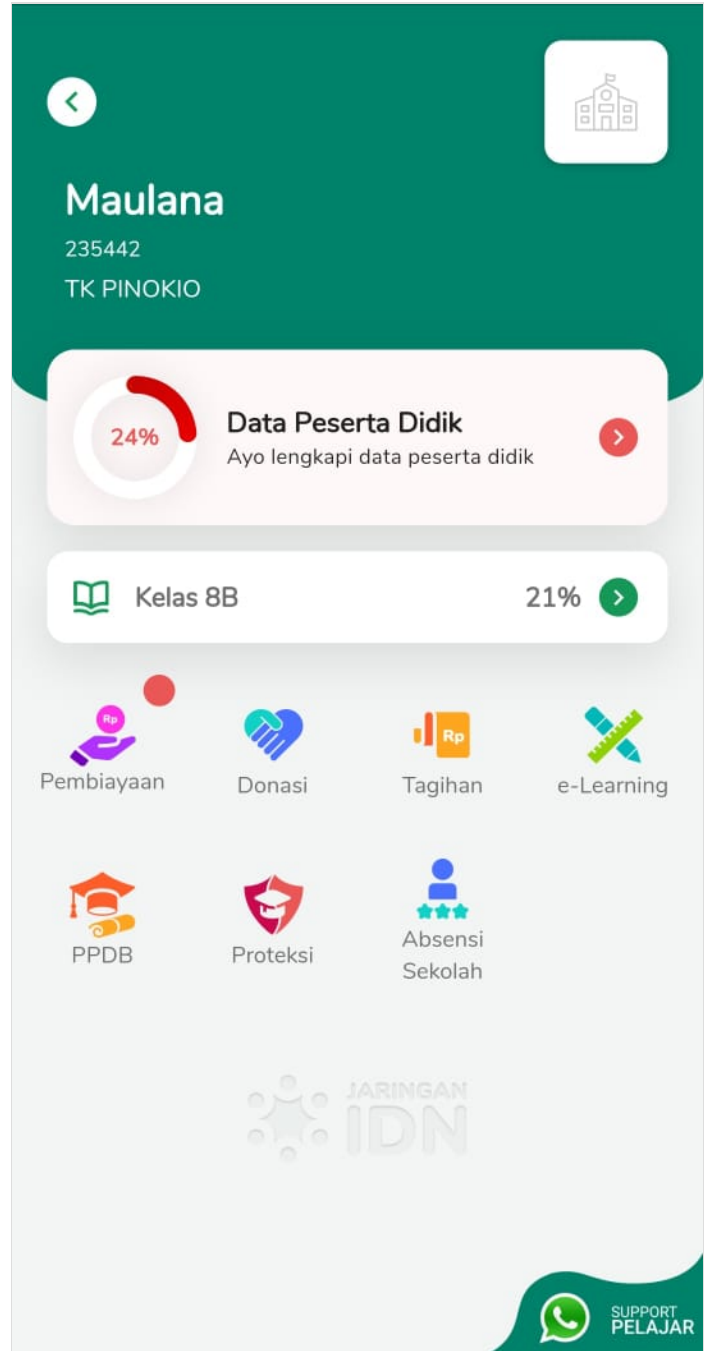 Maulana
235442
TK PINOKIO
24%
Data Peserta Didik
Ayo lengkapi data peserta didik
Kelas 8B 21%
Rp
Rp
Pembiayaan Donasi Tagihan e-Learning
PPDB Proteksi Absensi
Sekolah
JARINGAN
IDN
SUPPORT
PELAJAR